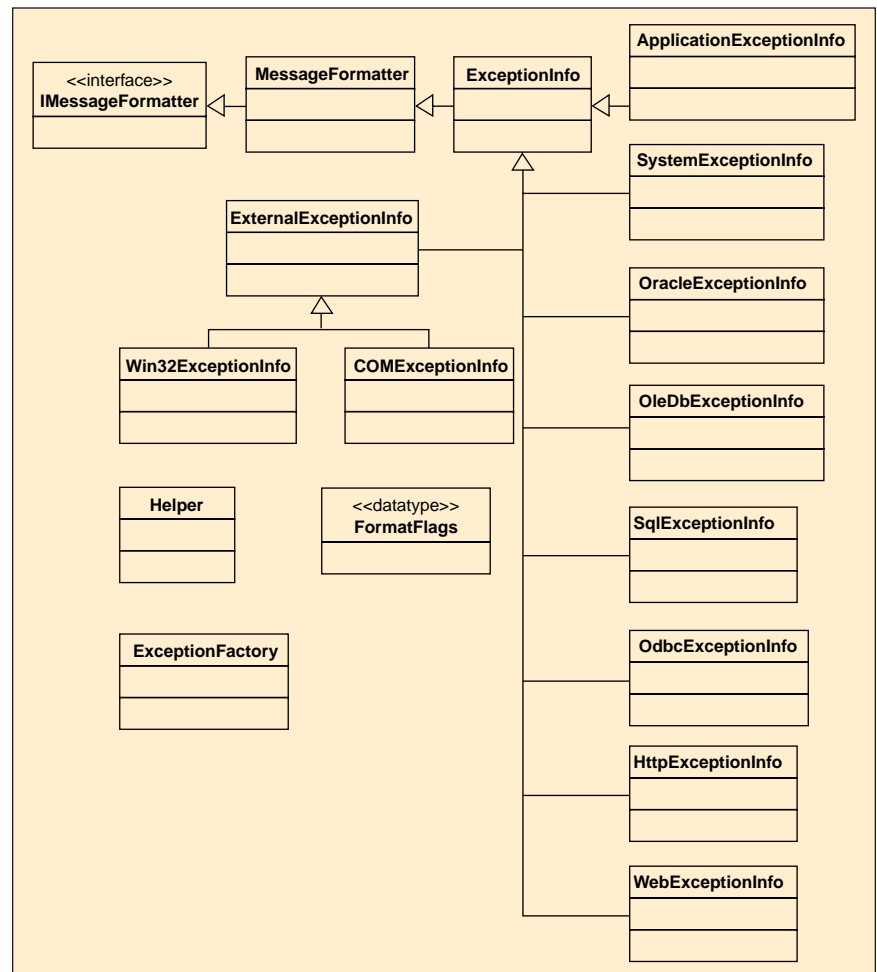 <<interface>>
IMessageFormatter
MessageFormatter
ExceptionInfo
ApplicationExceptionInfo
SystemExceptionInfo
ExternalExceptionInfo
OracleExceptionInfo
Win32ExceptionInfo
COMExceptionInfo
OleDbExceptionInfo
Helper
<<datatype>>
FormatFlags
SqlExceptionInfo
ExceptionFactory
OdbcExceptionInfo
HttpExceptionInfo
WebExceptionInfo